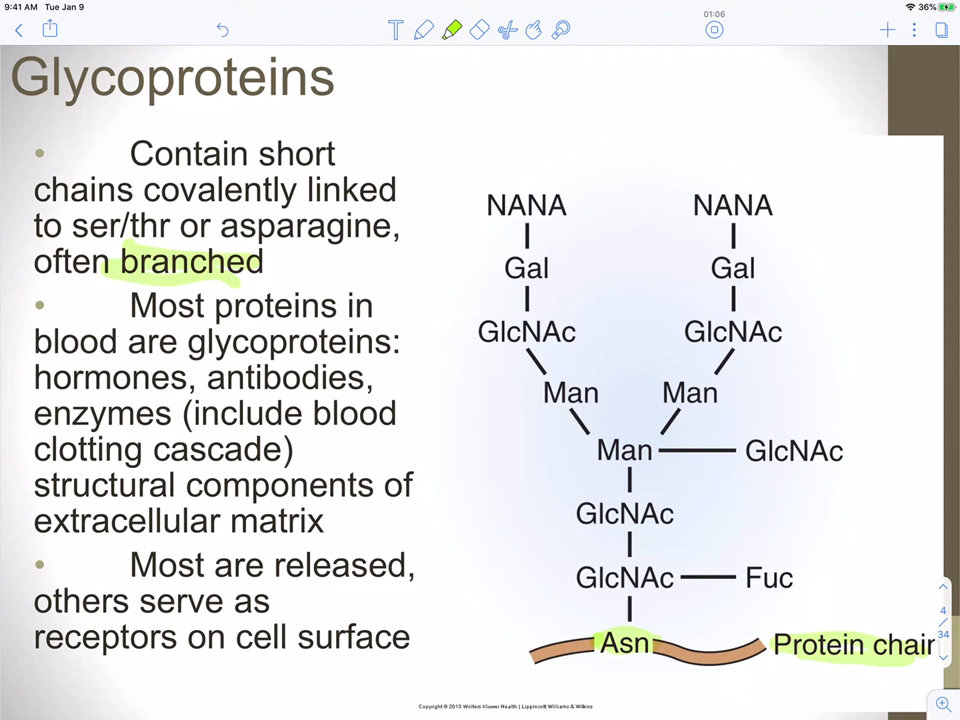 9:41 AM Tue Jan 9
36%
01:06
Glycoproteins
• Contain short
chains covalently linked
to ser/thr or asparagine,
often branched
• Most proteins in
blood are glycoproteins:
hormones, antibodies,
enzymes (include blood
clotting cascade)
structural components of
extracellular matrix
• Most are released,
others serve as
receptors on cell surface
NANA NANA
Gal Gal
GlcNAc GlcNAc
Man Man
Man GlcNAc
GlcNAc
GlcNAc Fuc
Asn Protein chair
4
/
34
Copyright © 2013 Wolters Kluwer Health | Lippincott Williams & Wilkins